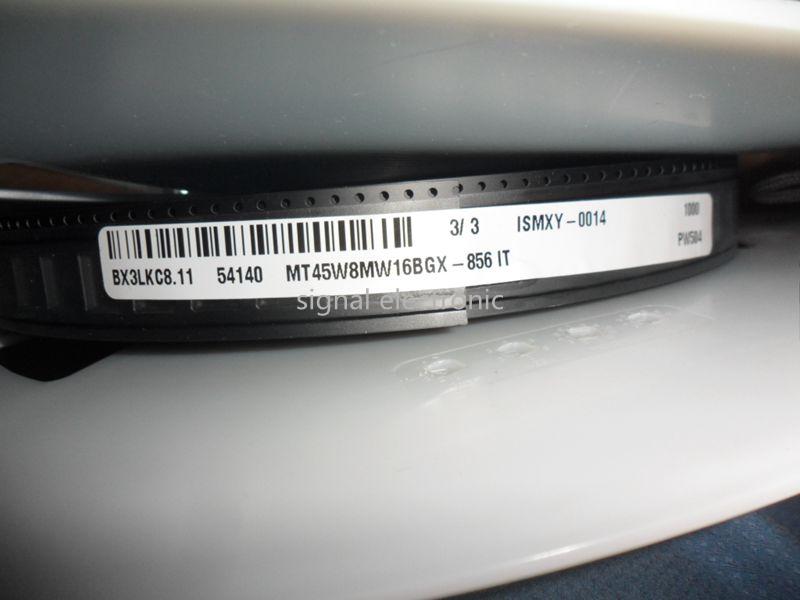 3/ 3 ISMXY-0014 1000
BX3LKC8.11 54140 MT45W8MW16BGX-856 IT PW504
signal electronic